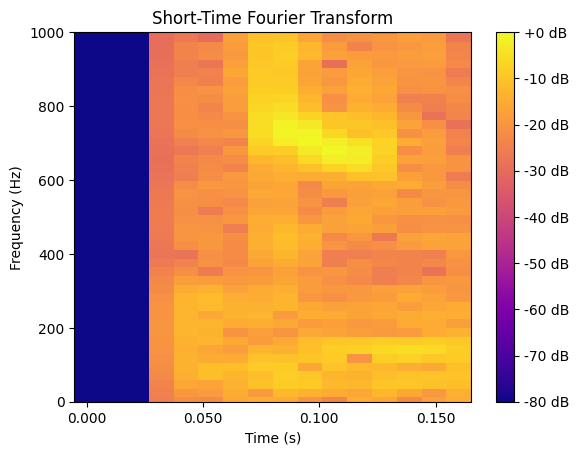 Short-Time Fourier Transform
1000
800
600
400
200
0
Frequency (Hz)
0.000
0.050
0.100
0.150
Time (s)
+0 dB
-10 dB
-20 dB
-30 dB
-40 dB
-50 dB
-60 dB
-70 dB
-80 dB